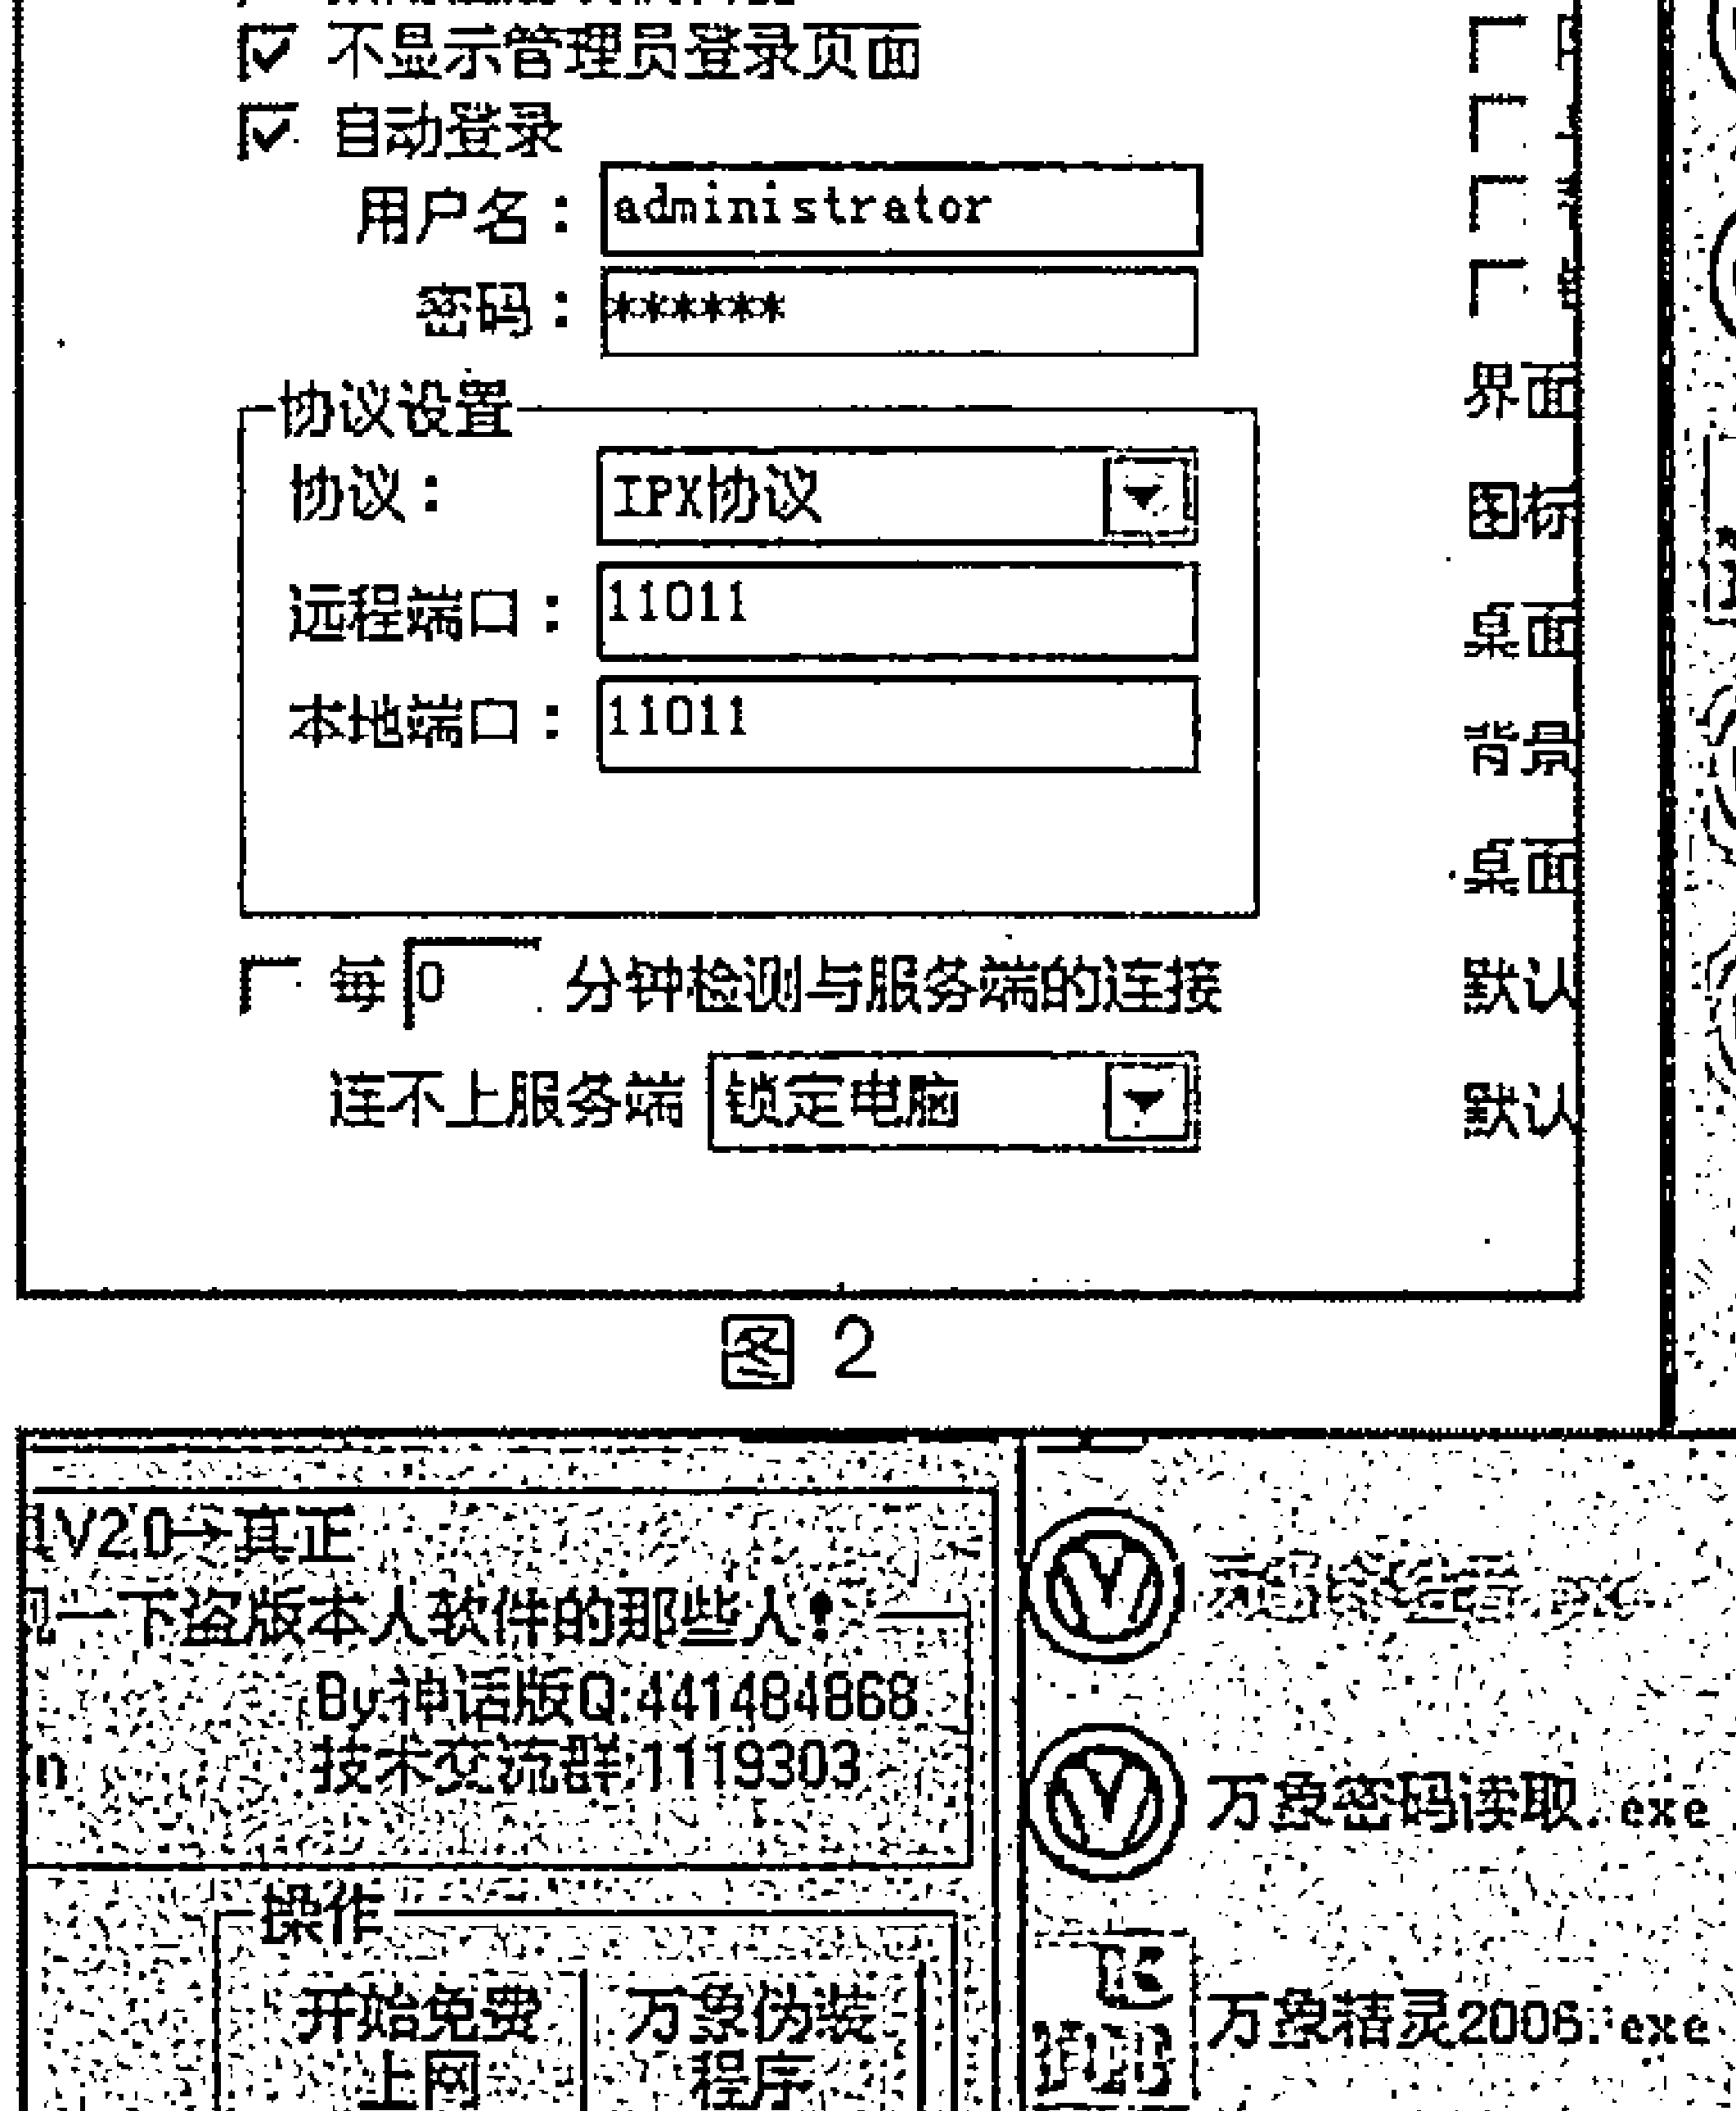 不显示管理员登录页面
自动登录
用户名：administrator
密码：******
协议设置
协议：IPX协议
远程端口：11011
本地端口：11011
每 0 分钟检测与服务端的连接
连不上服务端 锁定电脑
界面
图标
桌面
背景
桌面
默认
默认
图 2
V2.0→真正
一下盗版本人软件的那些人！
By:神话版Q:441484868
n 技术交流群:1119303
操作
开始免费上网
万象伪装程序
万象密码读取.exe
万象精灵2006.exe